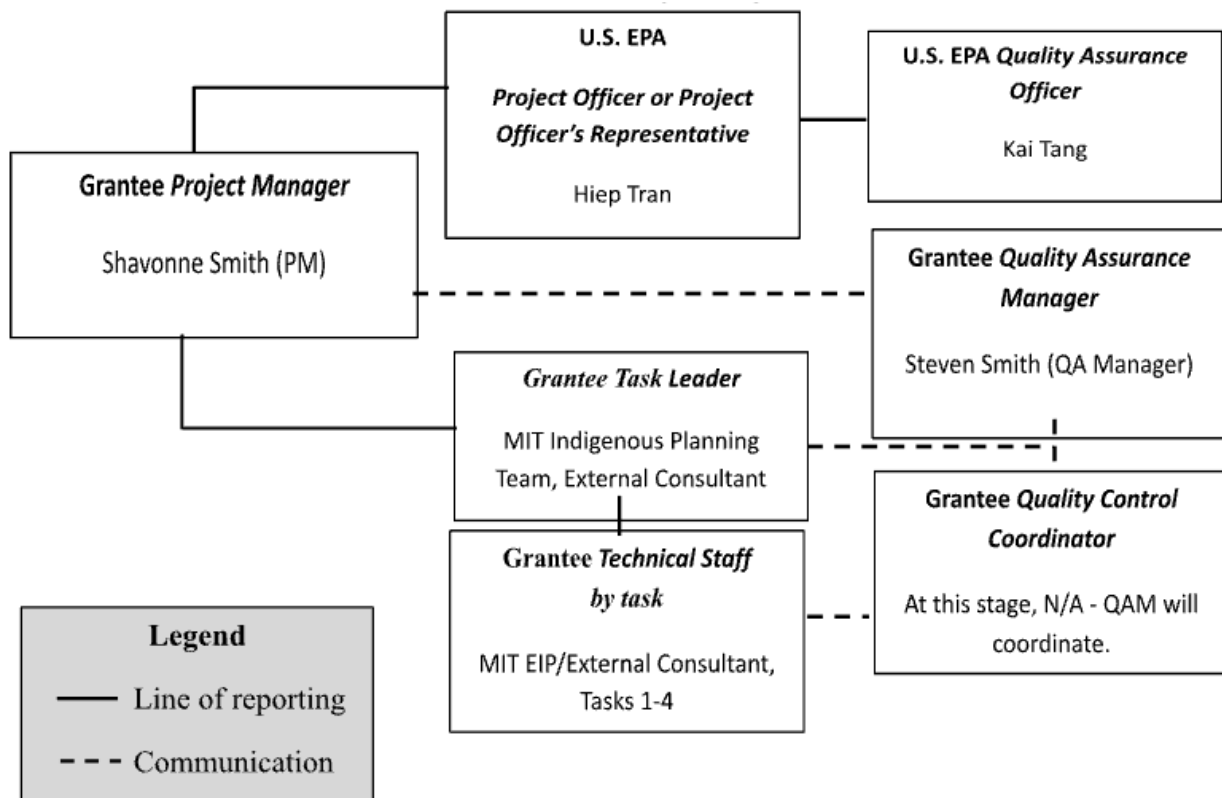 U.S. EPA
Project Officer or Project
Officer's Representative
Hiep Tran
U.S. EPA Quality Assurance
Officer
Kai Tang
Grantee Project Manager
Shavonne Smith (PM)
Grantee Quality Assurance
Manager
Steven Smith (QA Manager)
Grantee Task Leader
MIT Indigenous Planning
Team, External Consultant
Grantee Quality Control
Coordinator
At this stage, N/A - QAM will
coordinate.
Grantee Technical Staff
by task
MIT EIP/External Consultant,
Tasks 1-4
Legend
Line of reporting
Communication